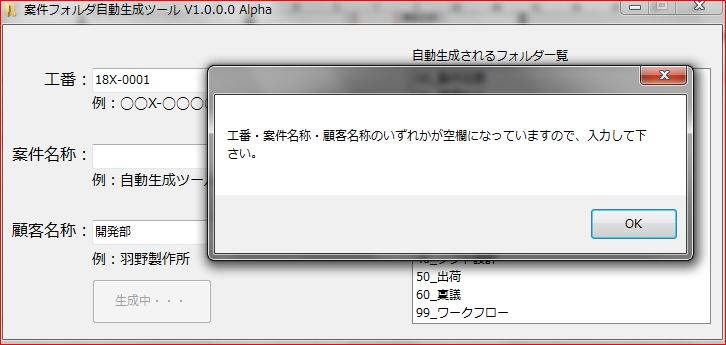 案件フォルダ自動生成ツール V1.0.0.0 Alpha
自動生成されるフォルダ一覧
工番：
18X-0001
例：○○X-○○○
案件名称：
例：自動生成ツール
顧客名称：
開発部
例：羽野製作所
生成中・・・
工番・案件名称・顧客名称のいずれかが空欄になっていますので、入力して下
さい。
OK
50_出荷
60_稟議
99_ワークフロー